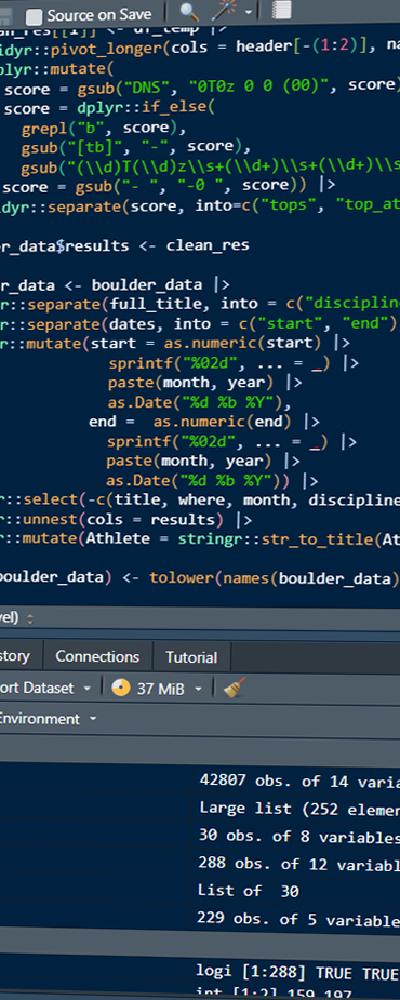 Source on Save
an_res[[1]] <- df_temp |>
idyr::pivot_longer(cols = header[-(1:2)], na
plyr::mutate(
score = gsub("DNS", "0T0z 0 0 (00)", score)
score = dplyr::if_else(
grepl("b", score),
gsub("[tb]", "-", score),
gsub("(\\d)T(\\d)z\\s+(\\d+)\\s+(\\d+)\\s
score = gsub("- ", "-0 ", score)) |>
idyr::separate(score, into=c("tops", "top_at
er_data$results <- clean_res
r_data <- boulder_data |>
r::separate(full_title, into = c("disciplin
r::separate(dates, into = c("start", "end")
r::mutate(start = as.numeric(start) |>
sprintf("%02d", ... = _) |>
paste(month, year) |>
as.Date("%d %b %Y"),
end = as.numeric(end) |>
sprintf("%02d", ... = _) |>
paste(month, year) |>
as.Date("%d %b %Y")) |>
r::select(-c(title, where, month, discipline
r::unnest(cols = results) |>
r::mutate(Athlete = stringr::str_to_title(At
boulder_data) <- tolower(names(boulder_data)
vel)
story Connections Tutorial
ort Dataset 37 MiB
Environment
42807 obs. of 14 varia
Large list (252 elemen
30 obs. of 8 variables
288 obs. of 12 variabl
List of 30
229 obs. of 5 variable
logi [1:288] TRUE TRUE
int [1:2] 159 197